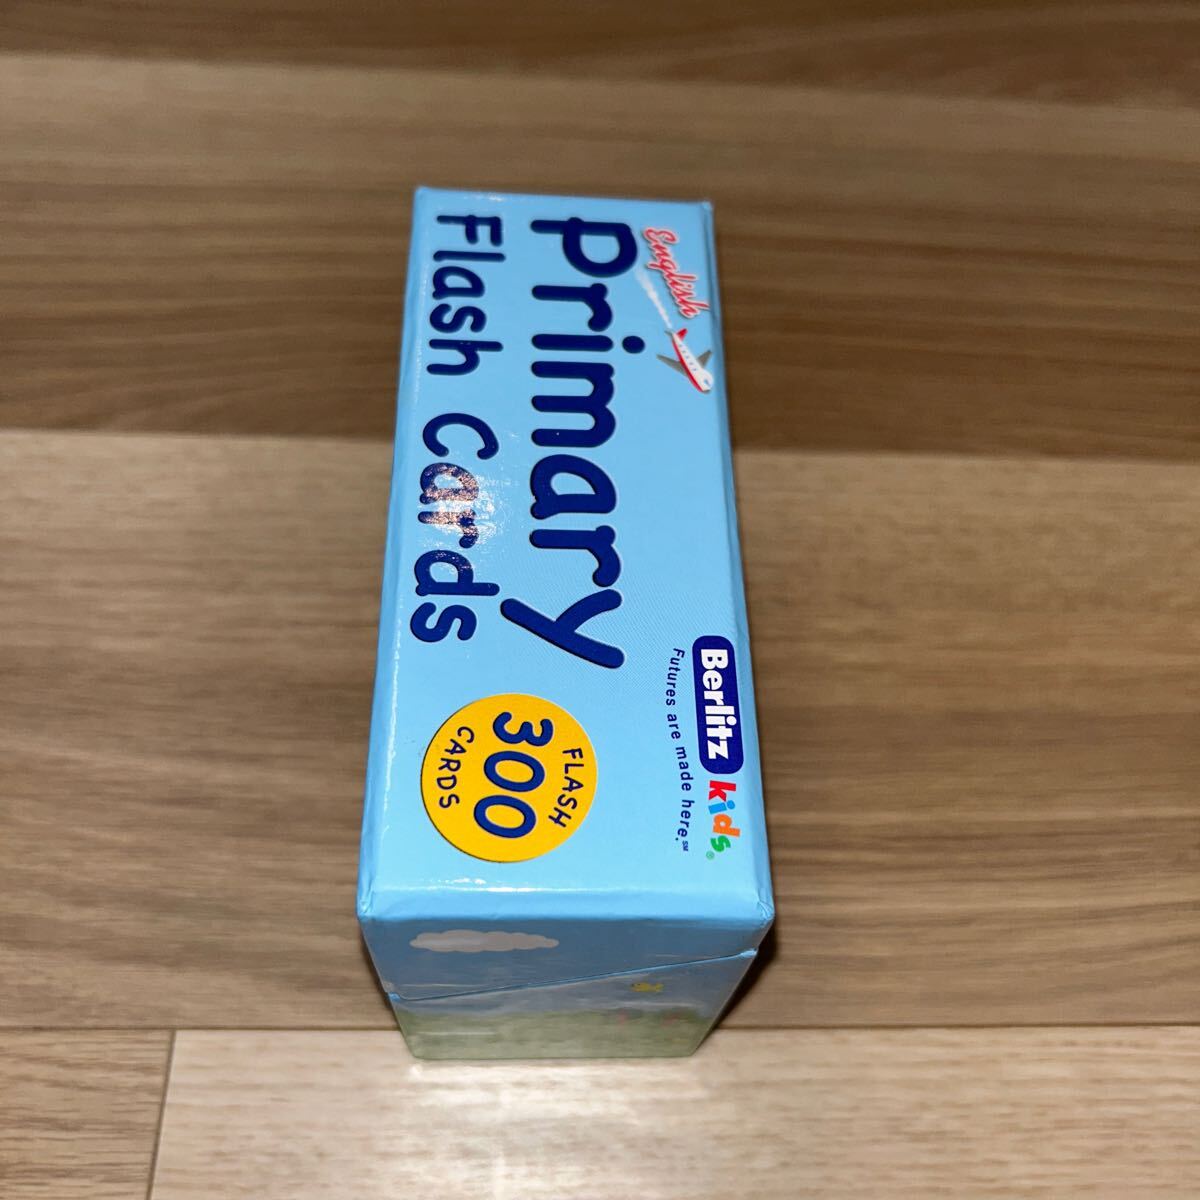 English
Primary
Flash Cards
Berlitz kids®
Futures are made here.℠
FLASH
300
CARDS